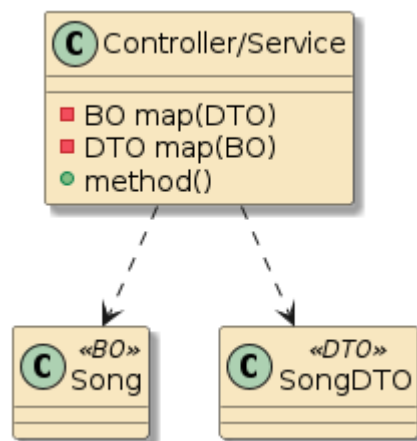 C Controller/Service
BO map(DTO)
DTO map(BO)
method()
C «BO» Song
C «DTO» SongDTO